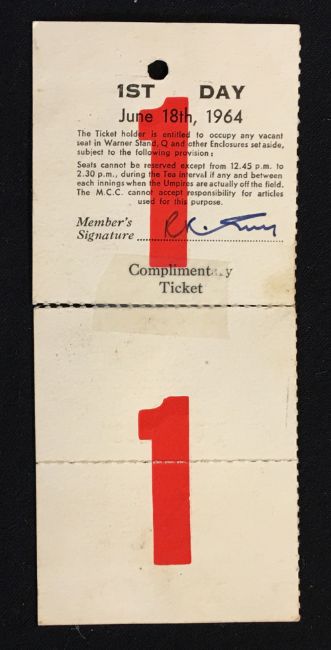 1ST DAY
June 18th, 1964
The Ticket holder is entitled to occupy any vacant
seat in Warner Stand, Q and other Enclosures set aside,
subject to the following provision:
Seats cannot be reserved except from 12.45 p.m. to
2.30 p.m., during the Tea interval if any and between
each innings when the Umpires are actually off the field.
The M.C.C. cannot accept responsibility for articles
used for this purpose.
Member's
Signature
1
Complimentary
Ticket
1